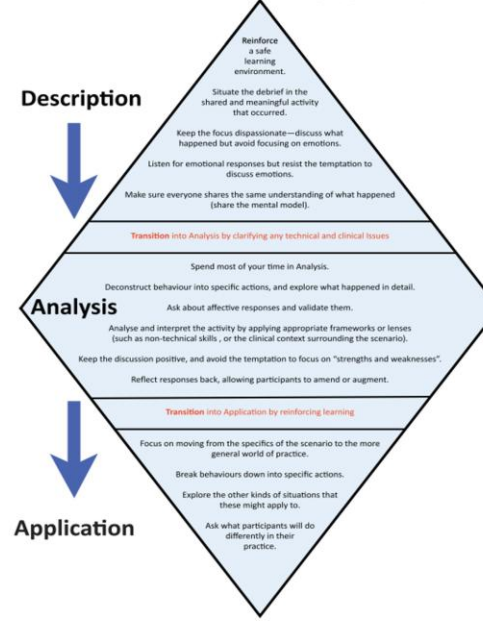 Reinforce
a safe
learning
environment.
Situate the debrief in the
shared and meaningful activity
that occurred.
Description
Keep the focus dispassionate—discuss what
happened but avoid focusing on emotions.
Listen for emotional responses but resist the temptation to
discuss emotions.
Make sure everyone shares the same understanding of what happened
(share the mental model).
Transition into Analysis by clarifying any technical and clinical Issues
Spend most of your time in Analysis.
Deconstruct behaviour into specific actions, and explore what happened in detail.
Analysis
Ask about affective responses and validate them.
Analyse and interpret the activity by applying appropriate frameworks or lenses
(such as non-technical skills , or the clinical context surrounding the scenario).
Keep the discussion positive, and avoid the temptation to focus on “strengths and weaknesses”.
Reflect responses back, allowing participants to amend or augment.
Transition into Application by reinforcing learning
Focus on moving from the specifics of the scenario to the more
general world of practice.
Break behaviours down into specific actions.
Explore the other kinds of situations that
these might apply to.
Application
Ask what participants will do
differently in their
practice.